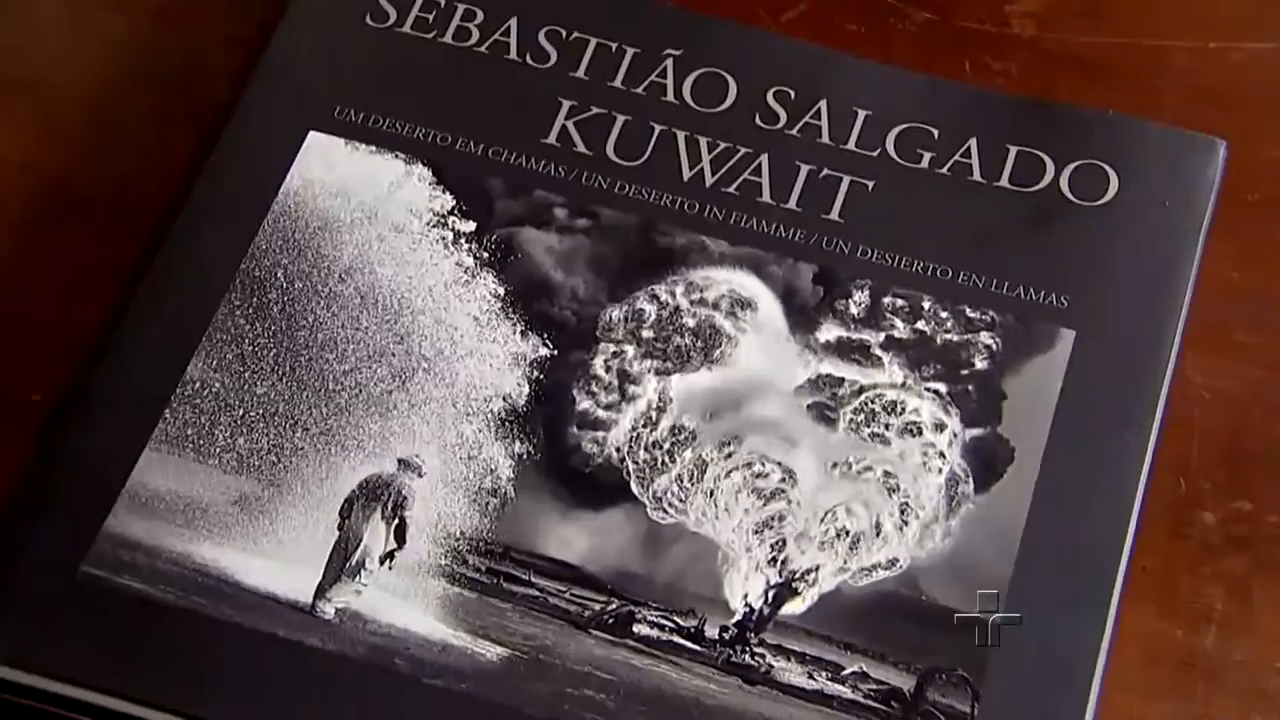 SEBASTIÃO SALGADO
KUWAIT
UM DESERTO EM CHAMAS / UN DESERTO IN FIAMME / UN DESIERTO EN LLAMAS